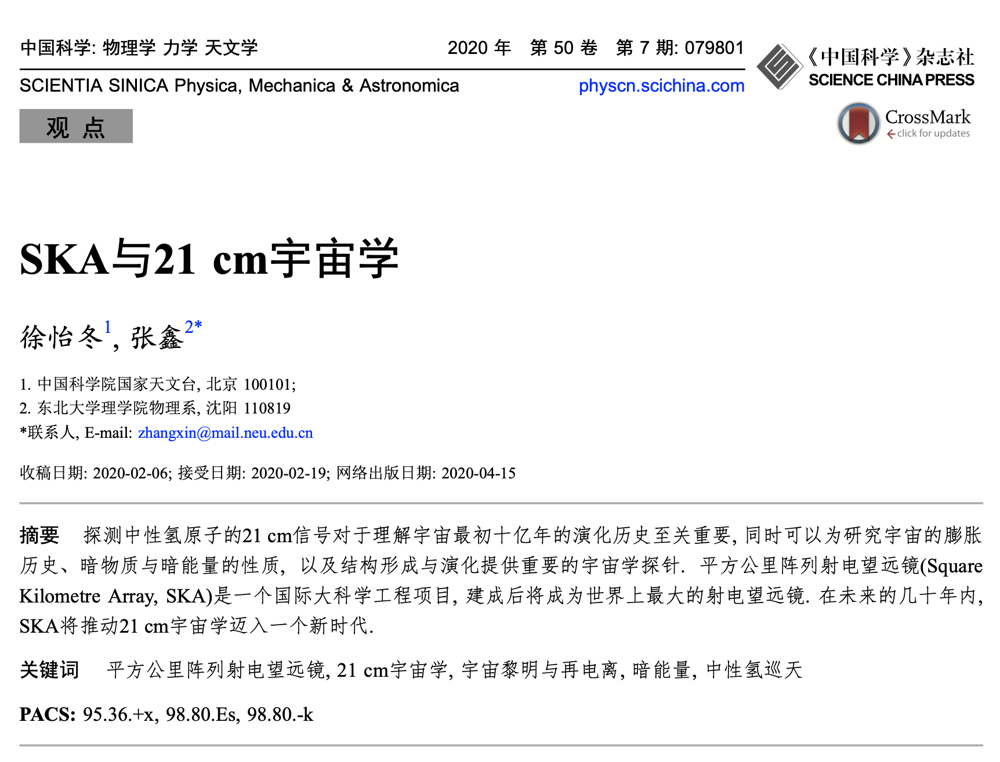 中国科学: 物理学 力学 天文学
2020 年 第 50 卷 第 7 期: 079801
SCIENTIA SINICA Physica, Mechanica & Astronomica
physcn.scichina.com
《中国科学》杂志社
SCIENCE CHINA PRESS
CrossMark
click for updates
观 点
SKA与21 cm宇宙学
徐怡冬1, 张鑫2*
1. 中国科学院国家天文台, 北京 100101;
2. 东北大学理学院物理系, 沈阳 110819
*联系人, E-mail: zhangxin@mail.neu.edu.cn
收稿日期: 2020-02-06; 接受日期: 2020-02-19; 网络出版日期: 2020-04-15
摘要 探测中性氢原子的21 cm信号对于理解宇宙最初十亿年的演化历史至关重要, 同时可以为研究宇宙的膨胀
历史、暗物质与暗能量的性质, 以及结构形成与演化提供重要的宇宙学探针. 平方公里阵列射电望远镜(Square
Kilometre Array, SKA)是一个国际大科学工程项目, 建成后将成为世界上最大的射电望远镜. 在未来的几十年内,
SKA将推动21 cm宇宙学迈入一个新时代.
关键词 平方公里阵列射电望远镜, 21 cm宇宙学, 宇宙黎明与再电离, 暗能量, 中性氢巡天
PACS: 95.36.+x, 98.80.Es, 98.80.-k